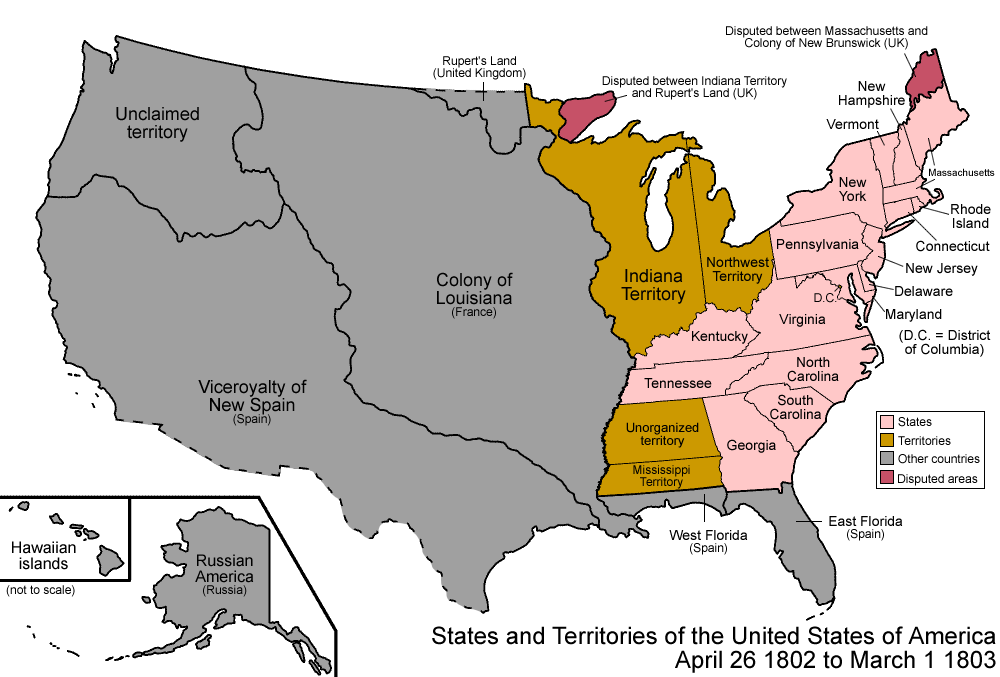 Disputed between Massachusetts and
Colony of New Brunswick (UK)
Rupert's Land
(United Kingdom)
Disputed between Indiana Territory
and Rupert's Land (UK)
New
Hampshire
Vermont
Unclaimed
territory
Massachusetts
New
York
Rhode
Island
Connecticut
Pennsylvania
New Jersey
Northwest
Territory
Indiana
Territory
Colony of
Louisiana
(France)
Delaware
D.C.
Maryland
Virginia
(D.C. = District
of Columbia)
Kentucky
North
Carolina
Tennessee
Viceroyalty of
New Spain
(Spain)
South
Carolina
Unorganized
territory
Georgia
Mississippi
Territory
States
Territories
Other countries
Disputed areas
West Florida
(Spain)
East Florida
(Spain)
Hawaiian
islands
(not to scale)
Russian
America
(Russia)
States and Territories of the United States of America
April 26 1802 to March 1 1803